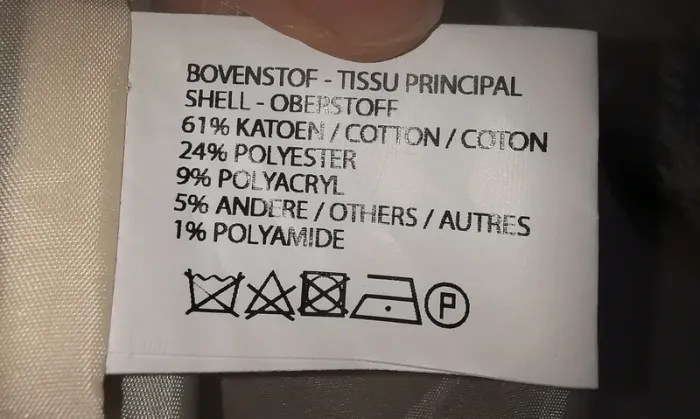 BOVENSTOF - TISSU PRINCIPAL
SHELL - OBERSTOFF
61% KATOEN / COTTON / COTON
24% POLYESTER
9% POLYACRYL
5% ANDERE / OTHERS / AUTRES
1% POLYAMIDE
P